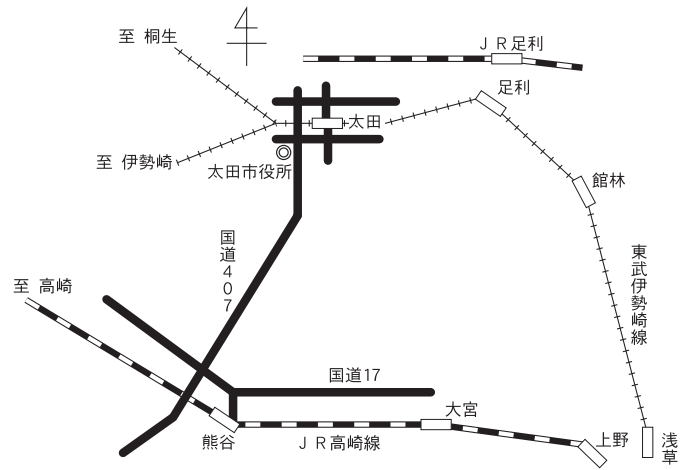 至 桐生
JR足利
足利
太田
至 伊勢崎
太田市役所
館林
国道407
東武伊勢崎線
至 高崎
国道17
大宮
熊谷
JR高崎線
上野
浅草